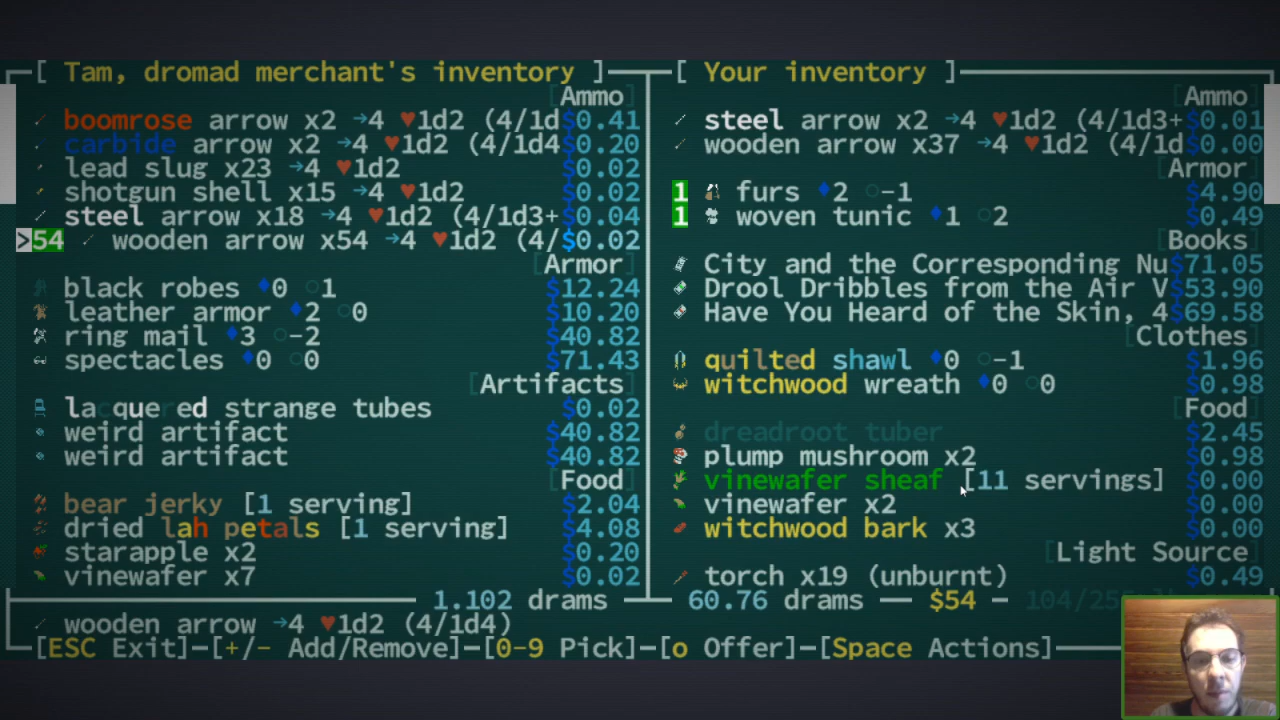 [ Tam, dromad merchant's inventory ]
[Ammo]
boomrose arrow x2 →4 ♥1d2 (4/1d $0.41
carbide arrow x2 →4 ♥1d2 (4/1d4 $0.20
lead slug x23 →4 ♥1d2 $0.02
shotgun shell x15 →4 ♥1d2 $0.02
steel arrow x18 →4 ♥1d2 (4/1d3+ $0.04
>54 wooden arrow x54 →4 ♥1d2 (4/ $0.02
[Armor]
black robes ♦0 ○1 $12.24
leather armor ♦2 ○0 $10.20
ring mail ♦3 ○-2 $40.82
spectacles ♦0 ○0 $71.43
[Artifacts]
lacquered strange tubes $0.02
weird artifact $40.82
weird artifact $40.82
[Food]
bear jerky [1 serving] $2.04
dried lah petals [1 serving] $4.08
starapple x2 $0.20
vinewafer x7 $0.02
1.102 drams
[ Your inventory ]
[Ammo]
steel arrow x2 →4 ♥1d2 (4/1d3+ $0.01
wooden arrow x37 →4 ♥1d2 (4/1d $0.00
[Armor]
1 furs ♦2 ○-1 $4.90
1 woven tunic ♦1 ○2 $0.49
[Books]
City and the Corresponding Nu $71.05
Drool Dribbles from the Air V $53.90
Have You Heard of the Skin, 4 $69.58
[Clothes]
quilted shawl ♦0 ○-1 $1.96
witchwood wreath ♦0 ○0 $0.98
[Food]
dreadroot tuber $2.45
plump mushroom x2 $0.98
vinewafer sheaf [11 servings] $0.00
vinewafer x2 $0.00
witchwood bark x3 $0.00
[Light Source]
torch x19 (unburnt) $0.49
60.76 drams – $54 –
wooden arrow →4 ♥1d2 (4/1d4)
[ESC Exit]–[+/- Add/Remove]–[0-9 Pick]–[o Offer]–[Space Actions]